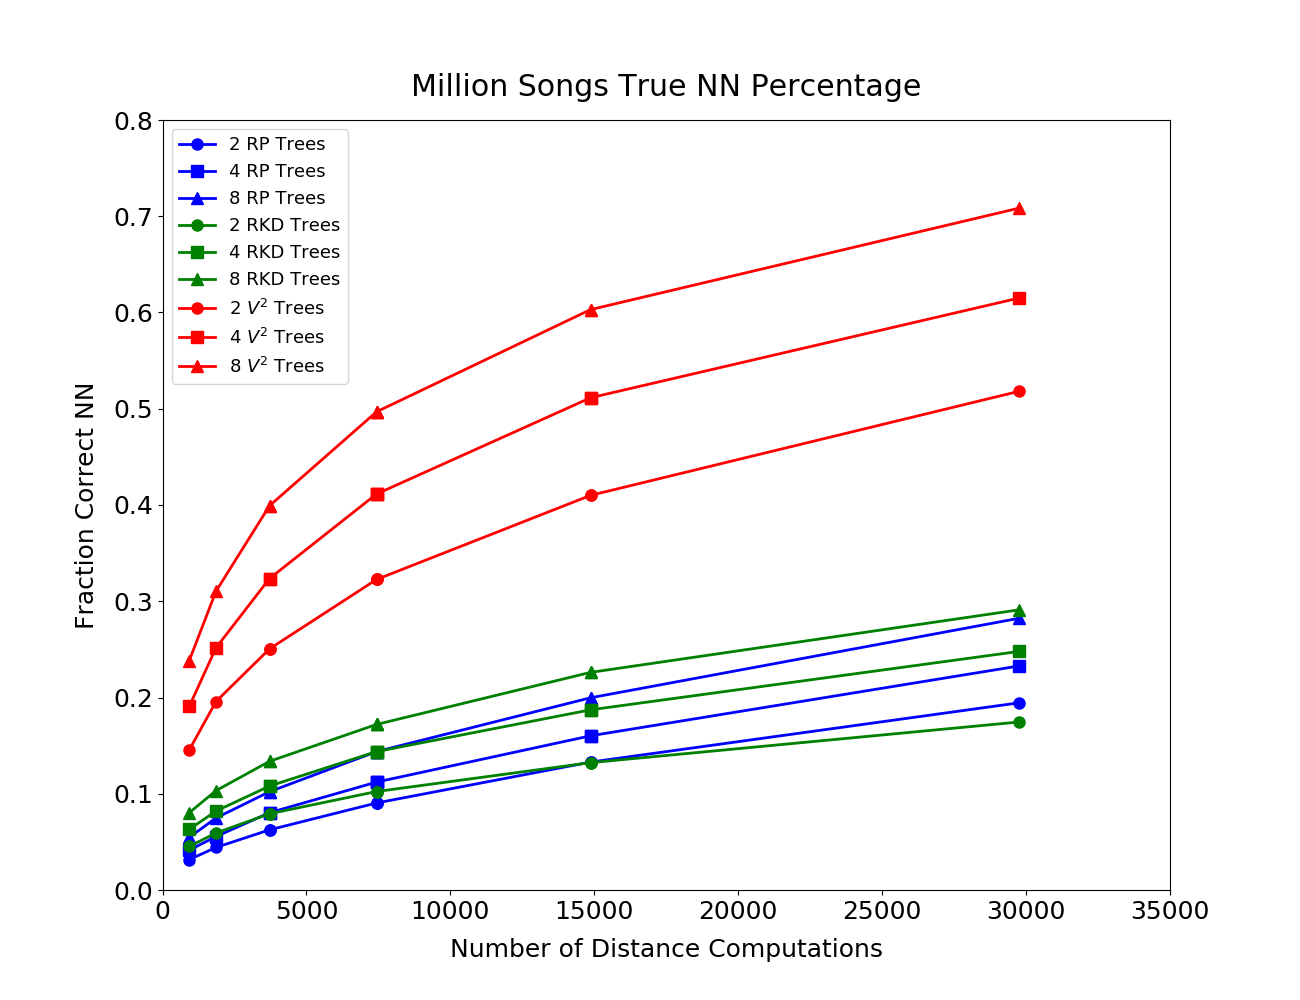 Million Songs True NN Percentage
0.8
0.7
0.6
0.5
0.4
0.3
0.2
0.1
0.0
Fraction Correct NN
2 RP Trees
4 RP Trees
8 RP Trees
2 RKD Trees
4 RKD Trees
8 RKD Trees
2 V² Trees
4 V² Trees
8 V² Trees
0 5000 10000 15000 20000 25000 30000 35000
Number of Distance Computations